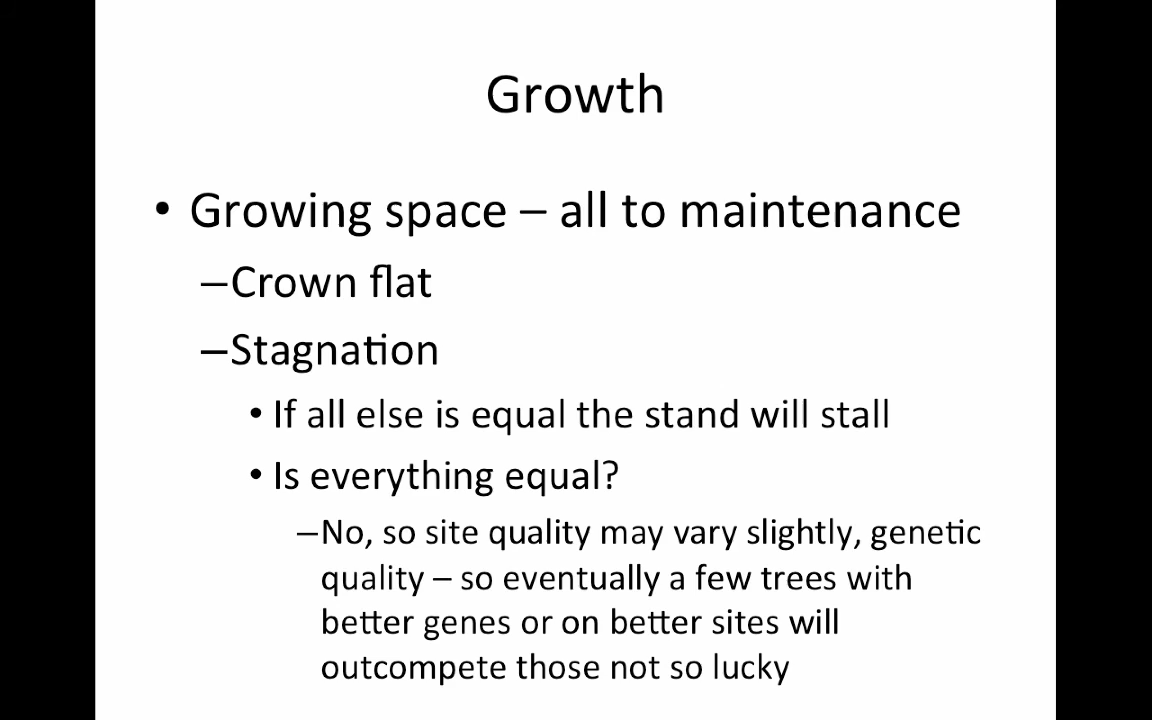 Growth
• Growing space – all to maintenance
–Crown flat
–Stagnation
• If all else is equal the stand will stall
• Is everything equal?
–No, so site quality may vary slightly, genetic
quality – so eventually a few trees with
better genes or on better sites will
outcompete those not so lucky